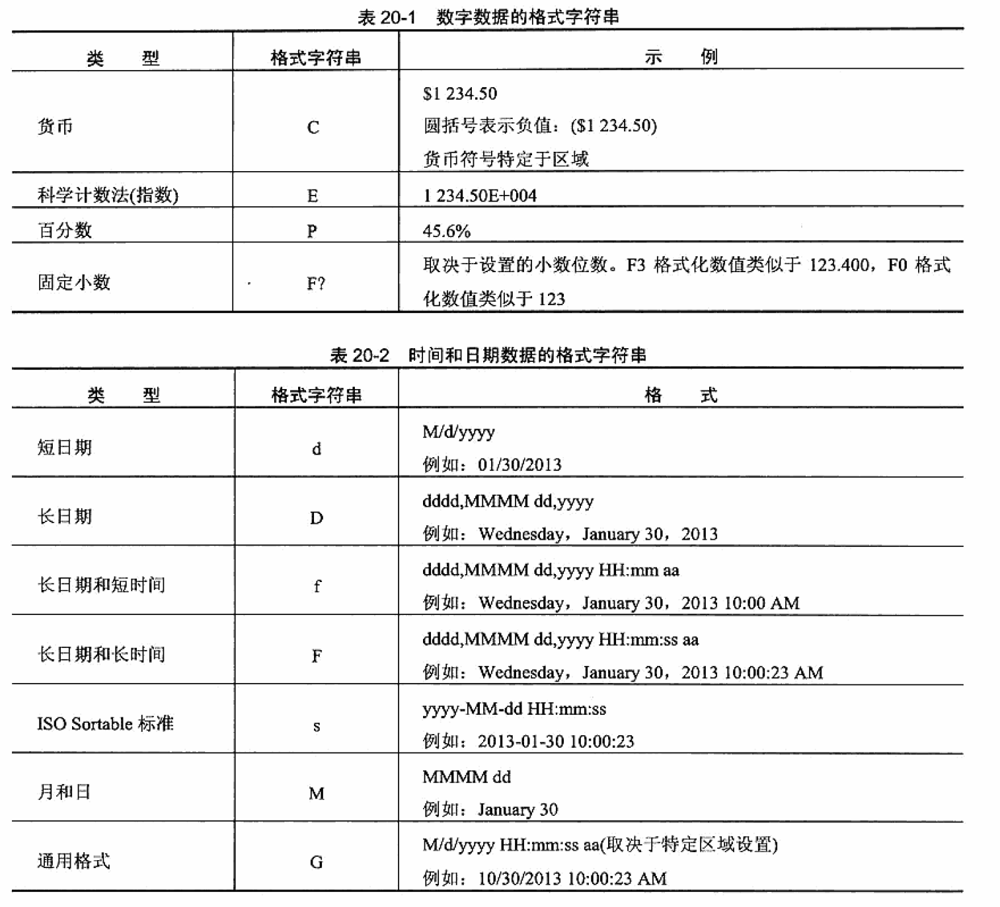 表 20-1 数字数据的格式字符串
类 型 格式字符串 示 例
货币 C $1 234.50
圆括号表示负值：($1 234.50)
货币符号特定于区域
科学计数法(指数) E 1 234.50E+004
百分数 P 45.6%
固定小数 F? 取决于设置的小数位数。F3 格式化数值类似于 123.400，F0 格式
化数值类似于 123
表 20-2 时间和日期数据的格式字符串
类 型 格式字符串 格 式
短日期 d M/d/yyyy
例如：01/30/2013
长日期 D dddd,MMMM dd,yyyy
例如：Wednesday，January 30，2013
长日期和短时间 f dddd,MMMM dd,yyyy HH:mm aa
例如：Wednesday，January 30，2013 10:00 AM
长日期和长时间 F dddd,MMMM dd,yyyy HH:mm:ss aa
例如：Wednesday，January 30，2013 10:00:23 AM
ISO Sortable 标准 s yyyy-MM-dd HH:mm:ss
例如：2013-01-30 10:00:23
月和日 M MMMM dd
例如：January 30
通用格式 G M/d/yyyy HH:mm:ss aa(取决于特定区域设置)
例如：10/30/2013 10:00:23 AM